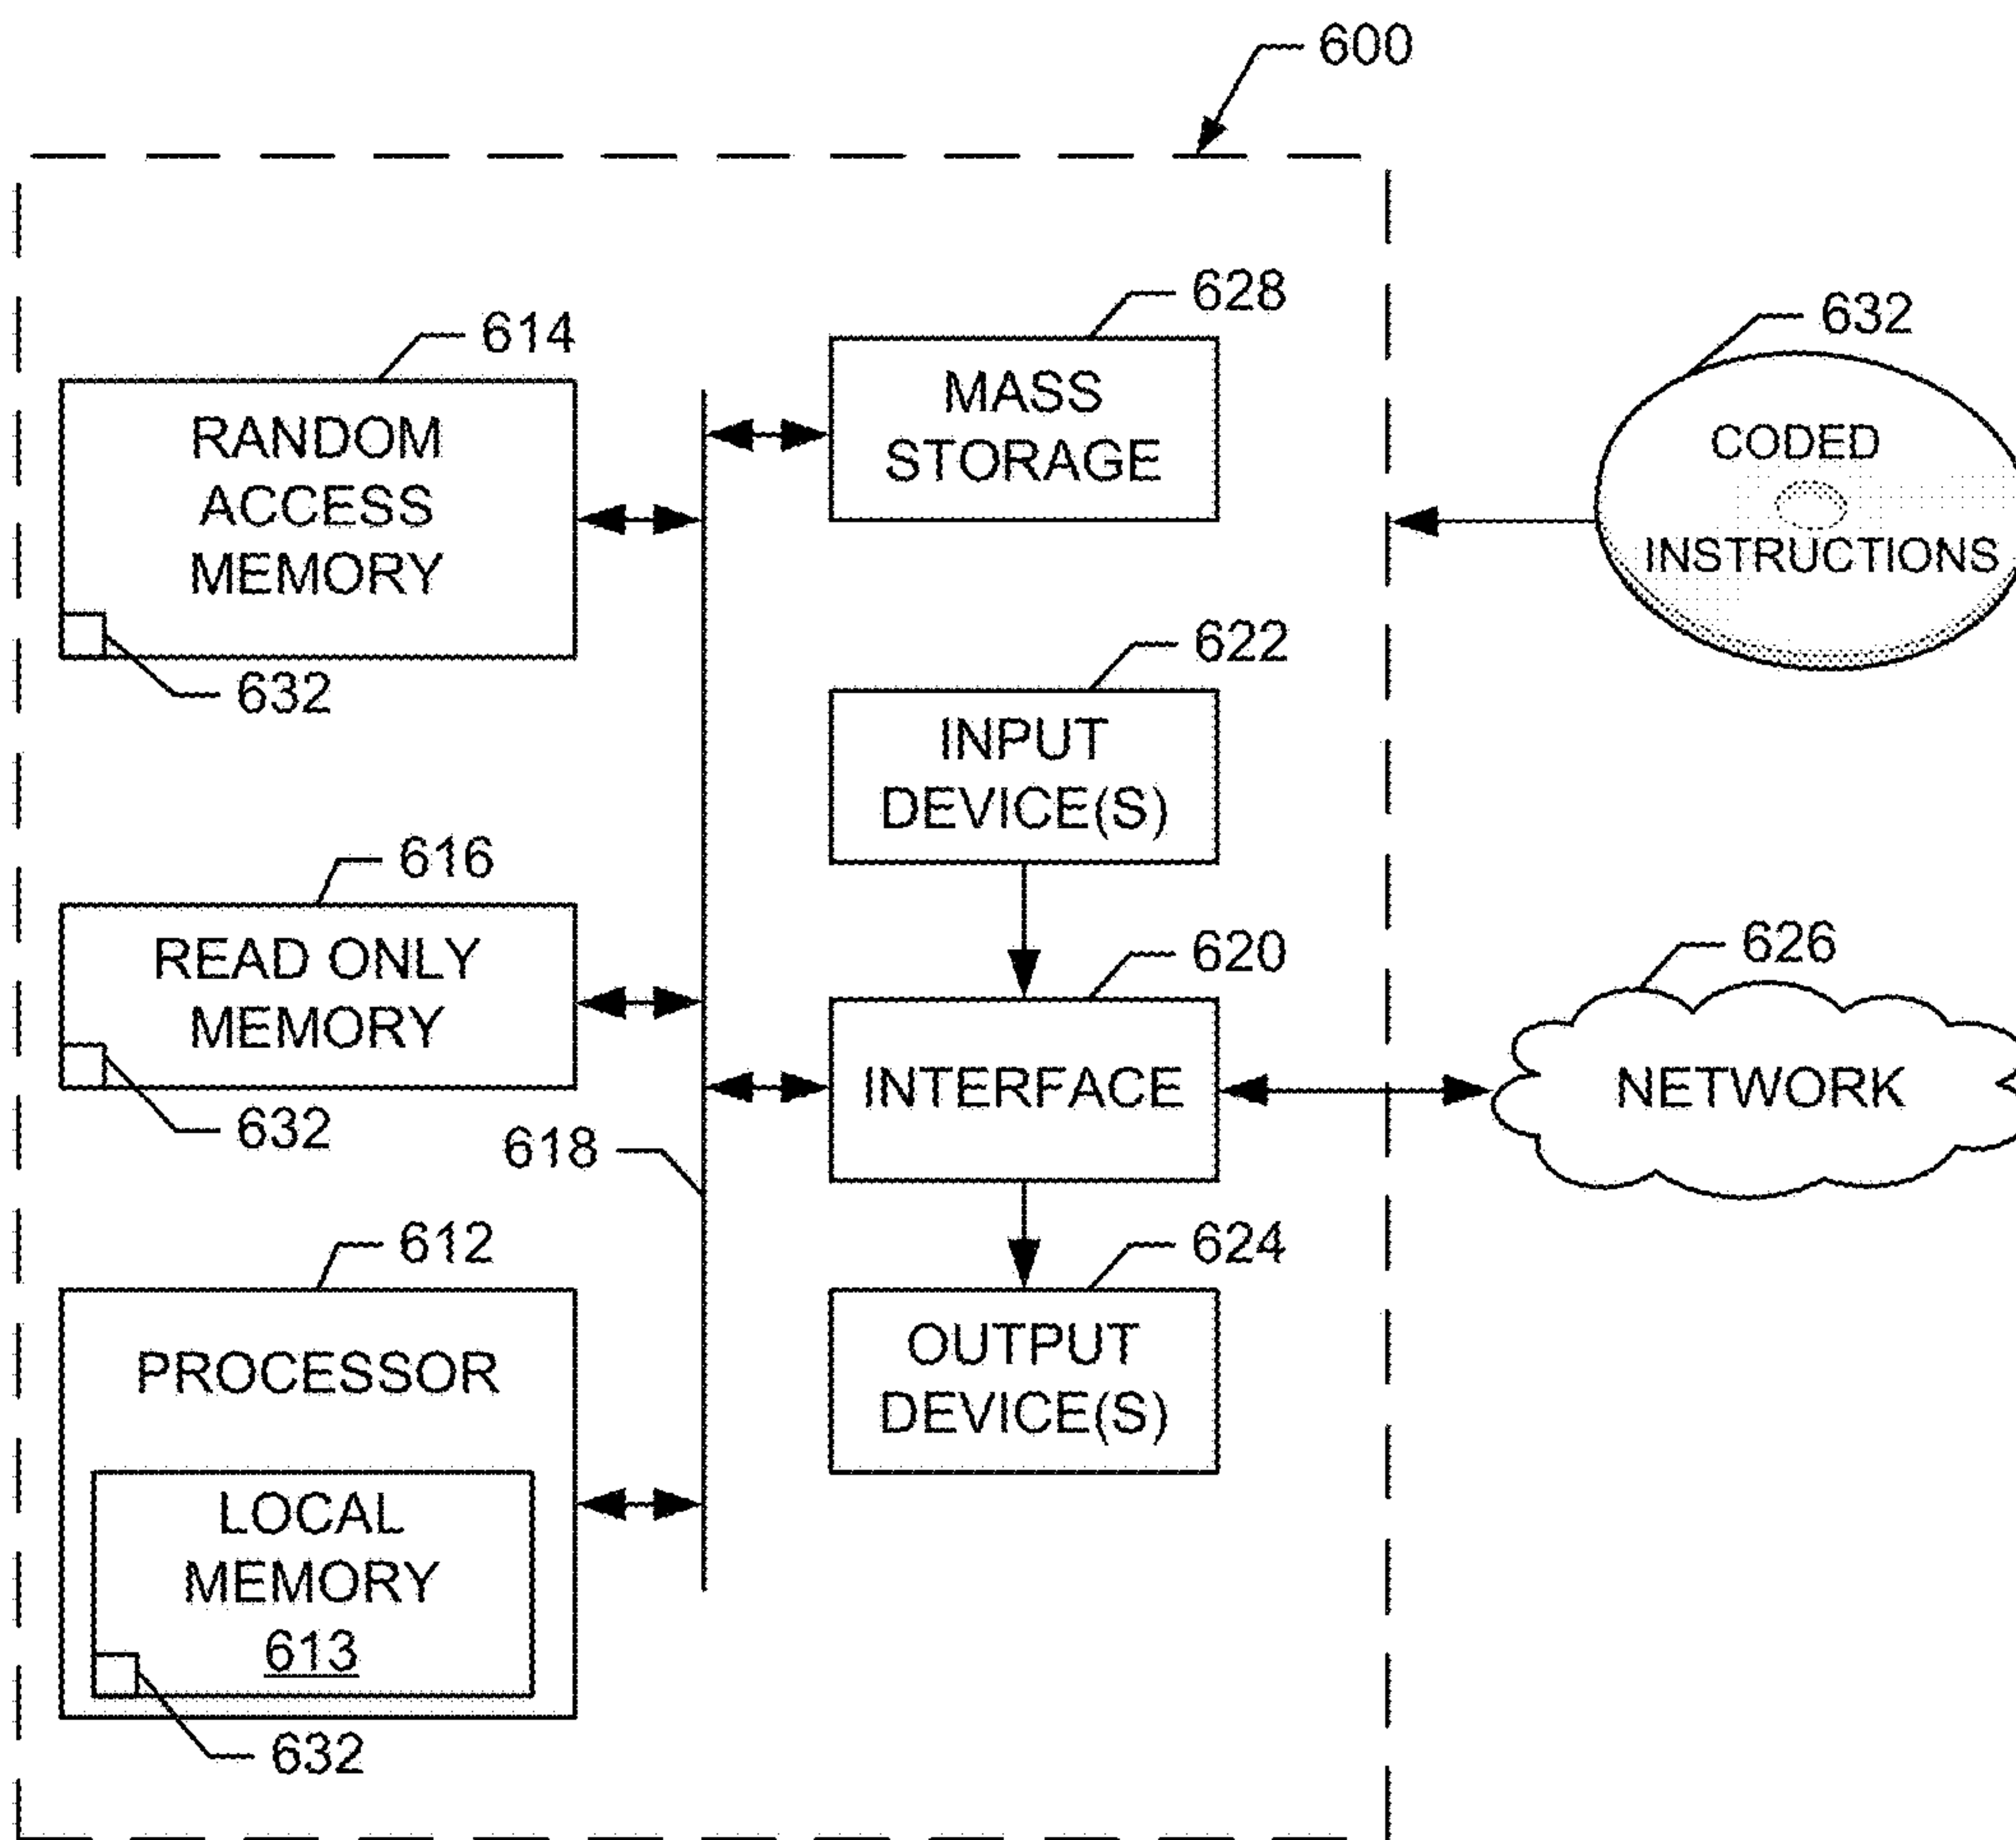 600
628
614
632
MASS
STORAGE
RANDOM
ACCESS
MEMORY
CODED
INSTRUCTIONS
632
622
INPUT
DEVICE(S)
616
READ ONLY
MEMORY
620
626
INTERFACE
NETWORK
632
618
612
624
PROCESSOR
OUTPUT
DEVICE(S)
LOCAL
MEMORY
613
632